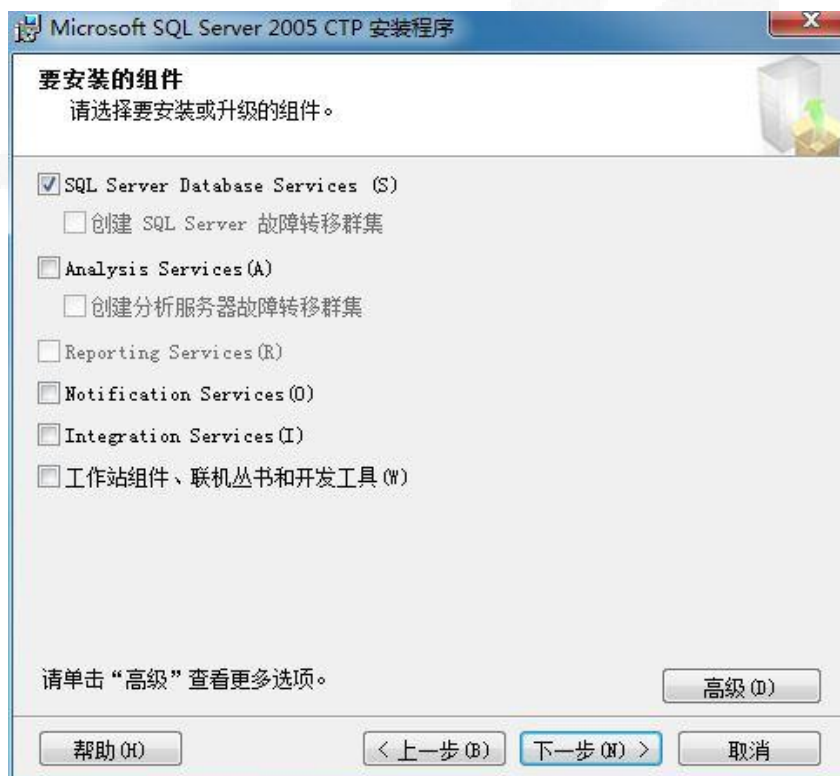 Microsoft SQL Server 2005 CTP 安装程序
要安装的组件
请选择要安装或升级的组件。
SQL Server Database Services (S)
创建 SQL Server 故障转移群集
Analysis Services(A)
创建分析服务器故障转移群集
Reporting Services(R)
Notification Services(O)
Integration Services(I)
工作站组件、联机丛书和开发工具(W)
请单击“高级”查看更多选项。
高级(D)
帮助(H)
< 上一步(B)
下一步(N) >
取消